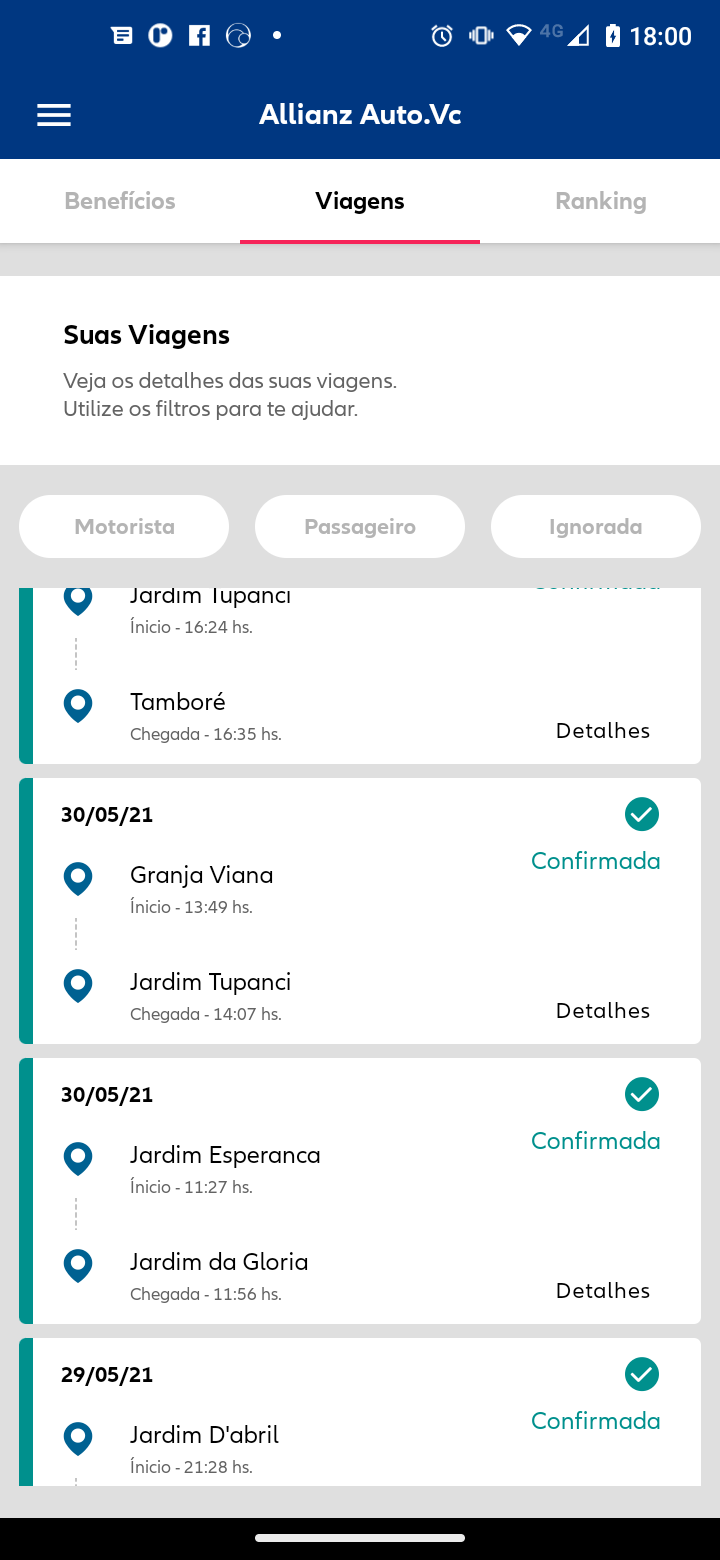 4G 18:00
Allianz Auto.Vc
Benefícios Viagens Ranking
Suas Viagens
Veja os detalhes das suas viagens.
Utilize os filtros para te ajudar.
Motorista Passageiro Ignorada
Jardim Tupanci Confirmada
Ínicio - 16:24 hs.
Tamboré
Chegada - 16:35 hs. Detalhes
30/05/21
Confirmada
Granja Viana
Ínicio - 13:49 hs.
Jardim Tupanci
Chegada - 14:07 hs. Detalhes
30/05/21
Confirmada
Jardim Esperanca
Ínicio - 11:27 hs.
Jardim da Gloria
Chegada - 11:56 hs. Detalhes
29/05/21
Confirmada
Jardim D'abril
Ínicio - 21:28 hs.